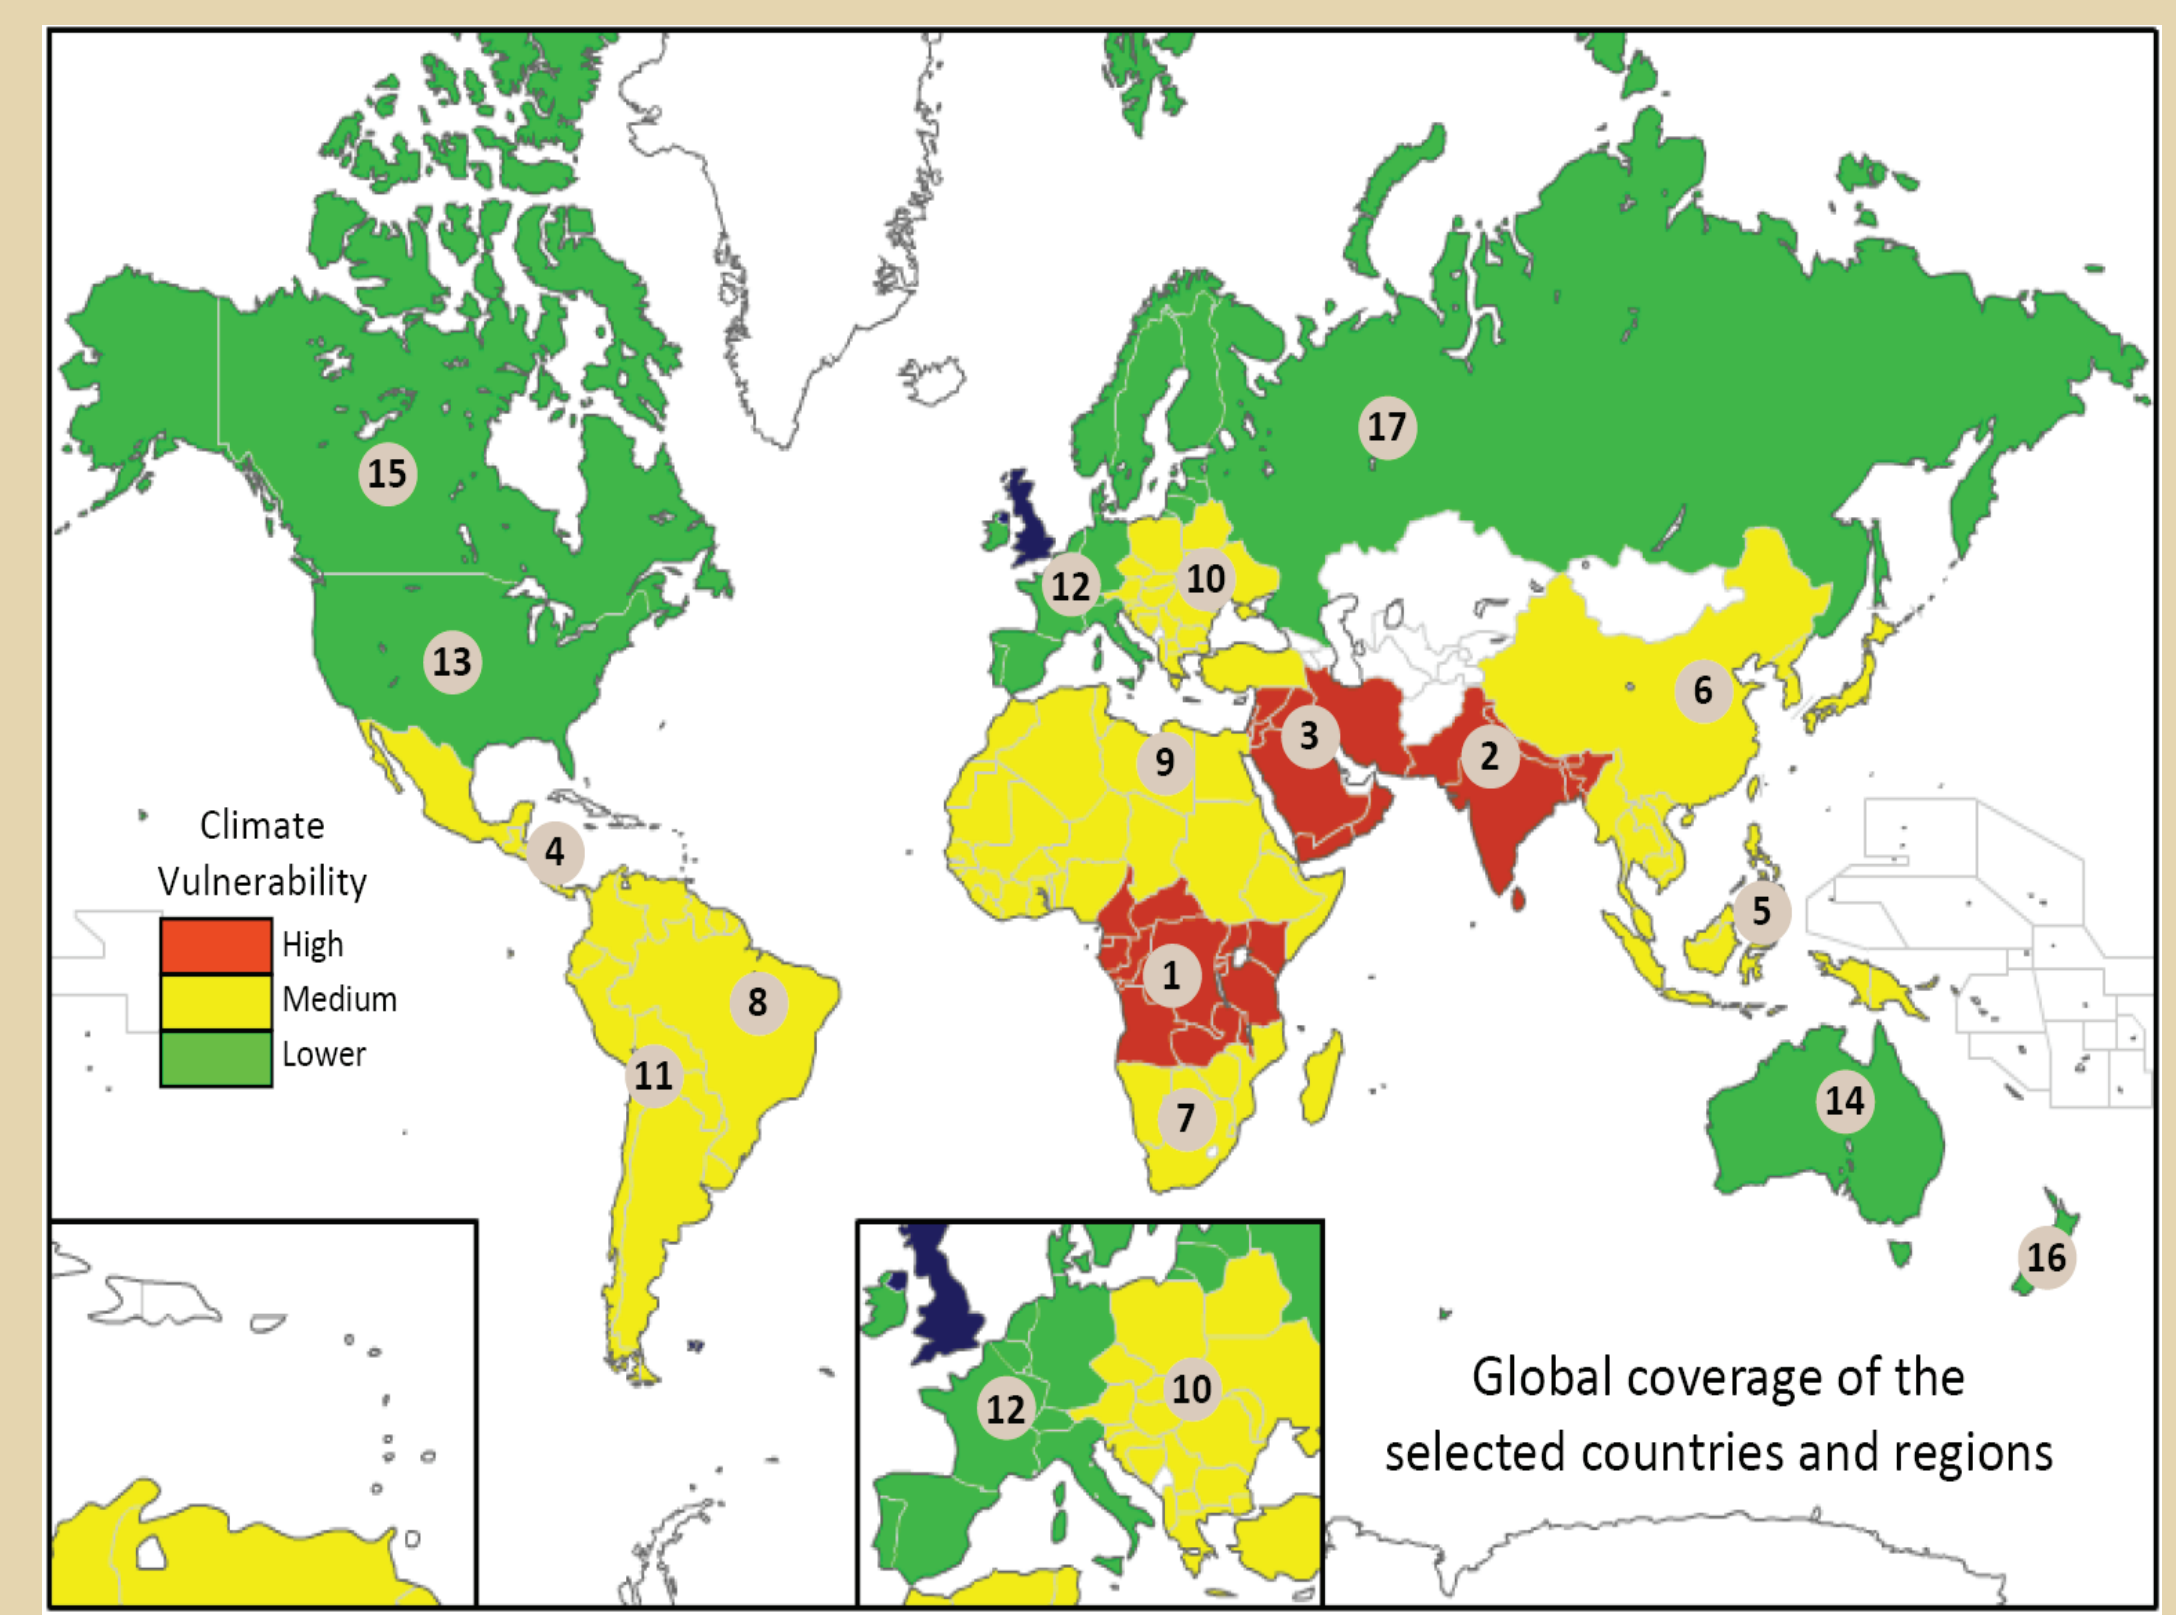 17
15
12
10
13
6
3
2
9
Climate
Vulnerability
4
High
Medium
Lower
5
1
8
11
7
14
16
12
10
Global coverage of the
selected countries and regions